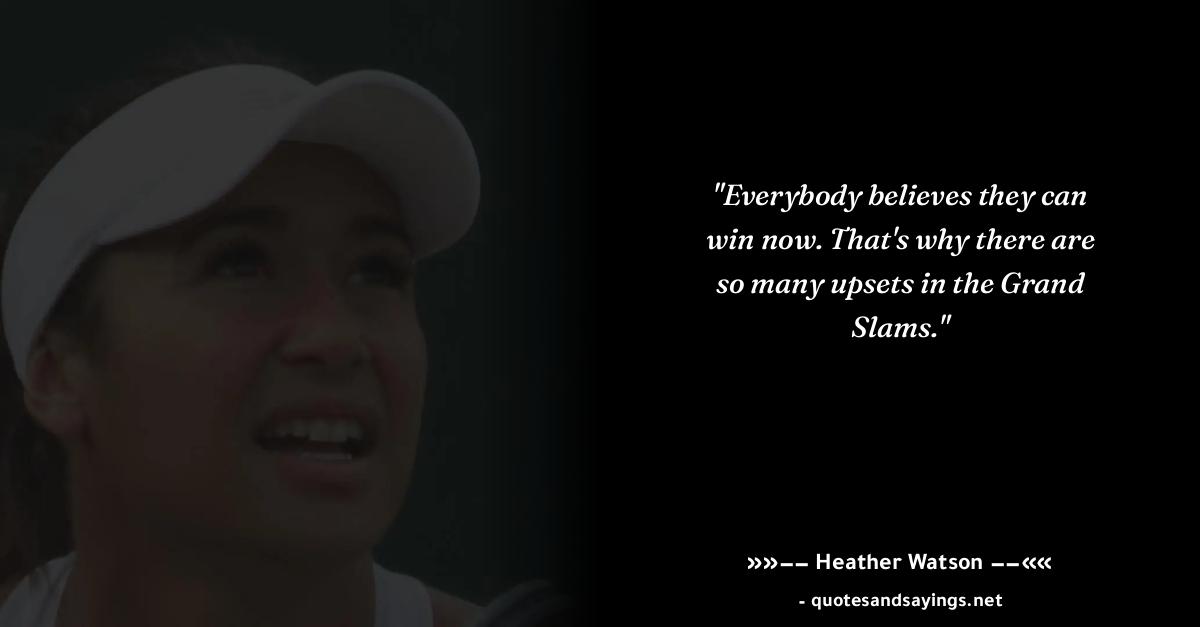 "Everybody believes they can
win now. That's why there are
so many upsets in the Grand
Slams."
»»−− Heather Watson −−««
- quotesandsayings.net